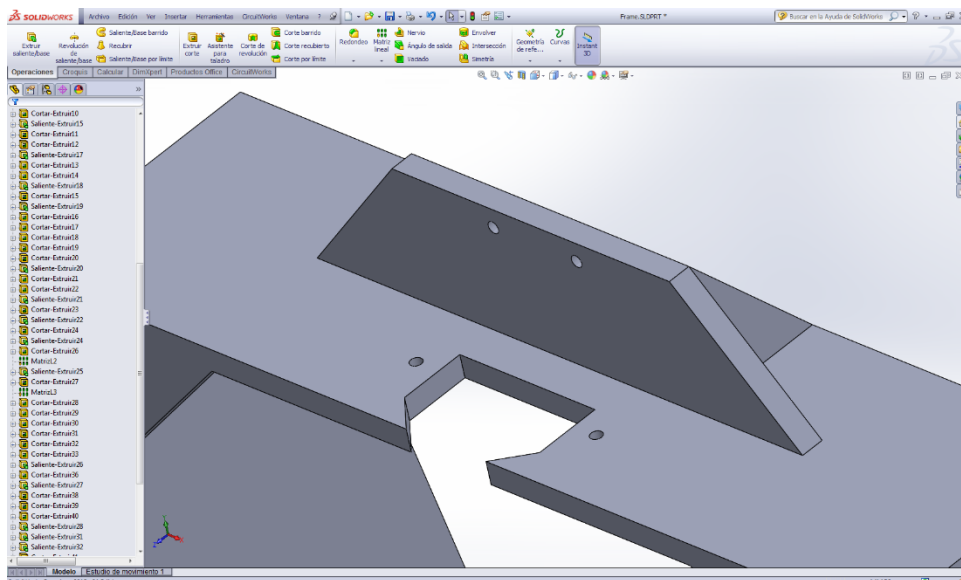 SOLIDWORKS
Archivo Edición Ver Insertar Herramientas CircuitWorks Ventana ?
Frame.SLDPRT *
Buscar en la Ayuda de SolidWorks
Extruir saliente/base
Revolución de saliente/base
Saliente/Base barrido
Recubrir
Saliente/Base por límite
Extruir corte
Asistente para taladro
Corte de revolución
Corte barrido
Corte recubierto
Corte por límite
Redondeo
Matriz lineal
Nervio
Ángulo de salida
Vaciado
Envolver
Intersección
Simetría
Geometría de refe...
Curvas
Instant 3D
Operaciones Croquis Calcular DimXpert Productos Office CircuitWorks
Cortar-Extruir10
Saliente-Extruir15
Cortar-Extruir11
Cortar-Extruir12
Saliente-Extruir17
Cortar-Extruir13
Cortar-Extruir14
Saliente-Extruir18
Cortar-Extruir15
Saliente-Extruir19
Cortar-Extruir16
Cortar-Extruir17
Cortar-Extruir18
Cortar-Extruir19
Cortar-Extruir20
Saliente-Extruir20
Cortar-Extruir21
Cortar-Extruir22
Saliente-Extruir21
Cortar-Extruir23
Saliente-Extruir22
Cortar-Extruir24
Saliente-Extruir24
Cortar-Extruir26
MatrizL2
Saliente-Extruir25
Cortar-Extruir27
MatrizL3
Cortar-Extruir28
Cortar-Extruir29
Cortar-Extruir30
Cortar-Extruir31
Cortar-Extruir32
Cortar-Extruir33
Saliente-Extruir26
Cortar-Extruir36
Saliente-Extruir27
Cortar-Extruir38
Cortar-Extruir39
Cortar-Extruir40
Saliente-Extruir28
Saliente-Extruir31
Saliente-Extruir32
Modelo Estudio de movimiento 1